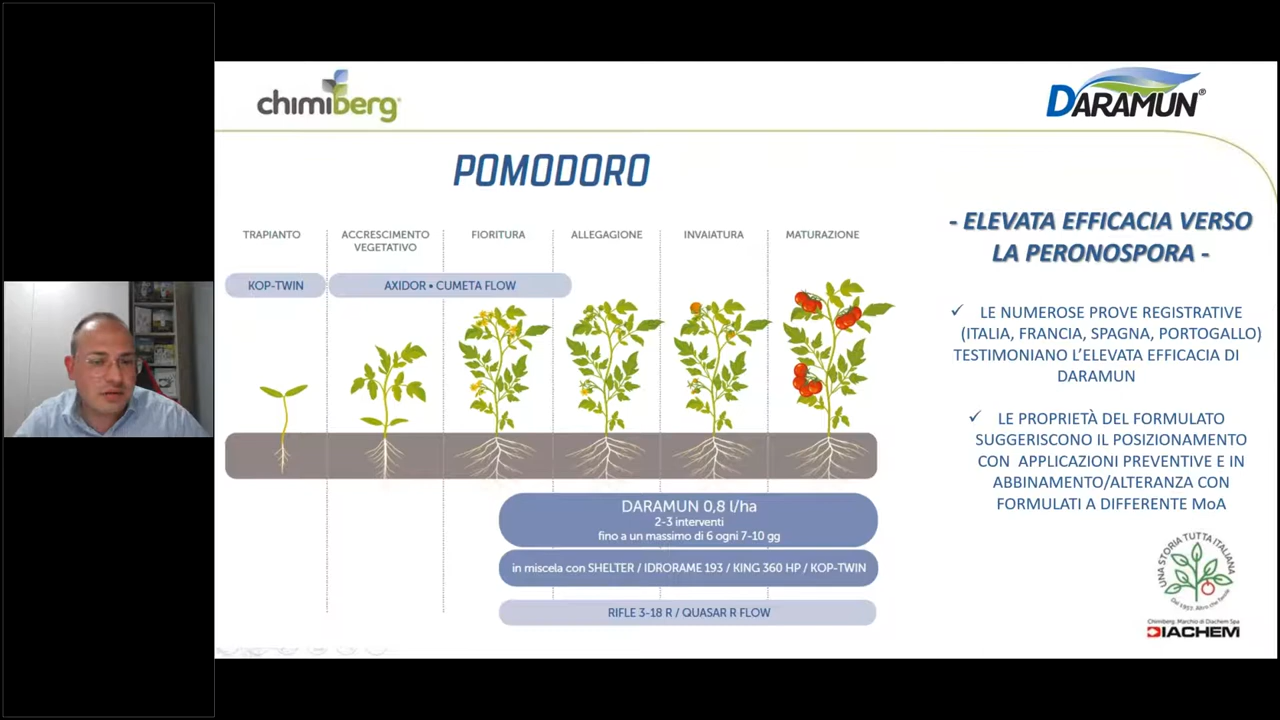 chimiberg®
DARAMUN®
POMODORO
TRAPIANTO
ACCRESCIMENTO
VEGETATIVO
FIORITURA
ALLEGAGIONE
INVAIATURA
MATURAZIONE
KOP-TWIN
AXIDOR • CUMETA FLOW
DARAMUN 0,8 l/ha
2-3 interventi
fino a un massimo di 6 ogni 7-10 gg
in miscela con SHELTER / IDRORAME 193 / KING 360 HP / KOP-TWIN
RIFLE 3-18 R / QUASAR R FLOW
- ELEVATA EFFICACIA VERSO
LA PERONOSPORA -
✓ LE NUMEROSE PROVE REGISTRATIVE
(ITALIA, FRANCIA, SPAGNA, PORTOGALLO)
TESTIMONIANO L’ELEVATA EFFICACIA DI
DARAMUN
✓ LE PROPRIETÀ DEL FORMULATO
SUGGERISCONO IL POSIZIONAMENTO
CON APPLICAZIONI PREVENTIVE E IN
ABBINAMENTO/ALTERANZA CON
FORMULATI A DIFFERENTE MoA
UNA STORIA TUTTA ITALIANA
Chimiberg. Marchio di Diachem Spa
DIACHEM